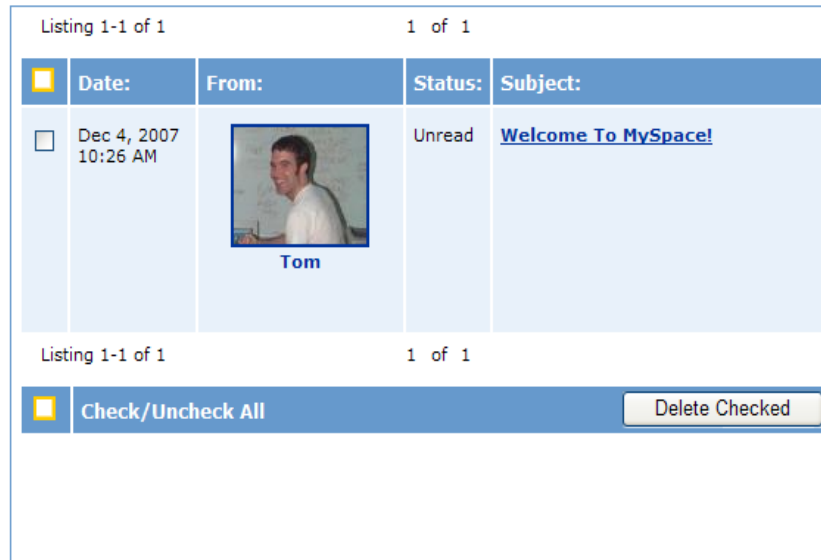 Listing 1-1 of 1 1 of 1
Date: From: Status: Subject:
Dec 4, 2007 Unread Welcome To MySpace!
10:26 AM
Tom
Listing 1-1 of 1 1 of 1
Check/Uncheck All Delete Checked